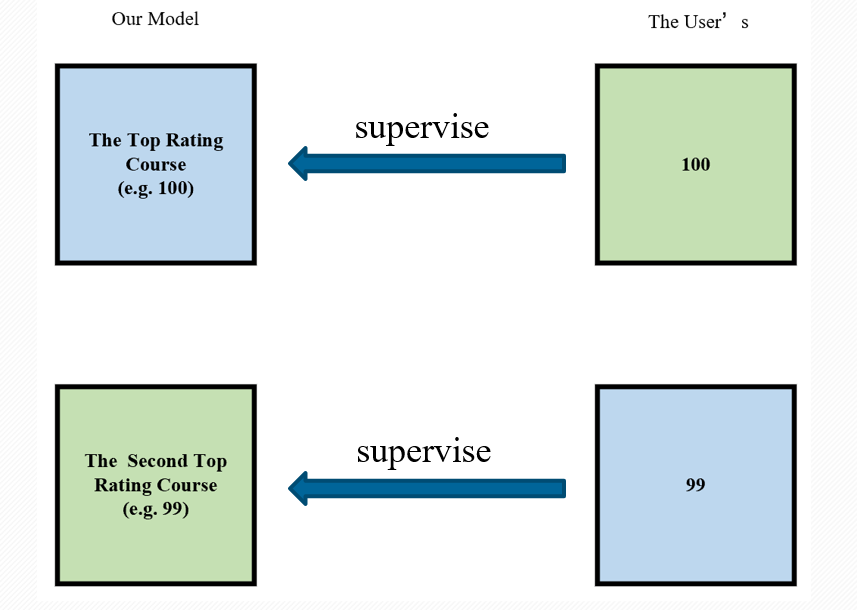 Our Model
The User’s
The Top Rating
Course
(e.g. 100)
supervise
100
The Second Top
Rating Course
(e.g. 99)
supervise
99